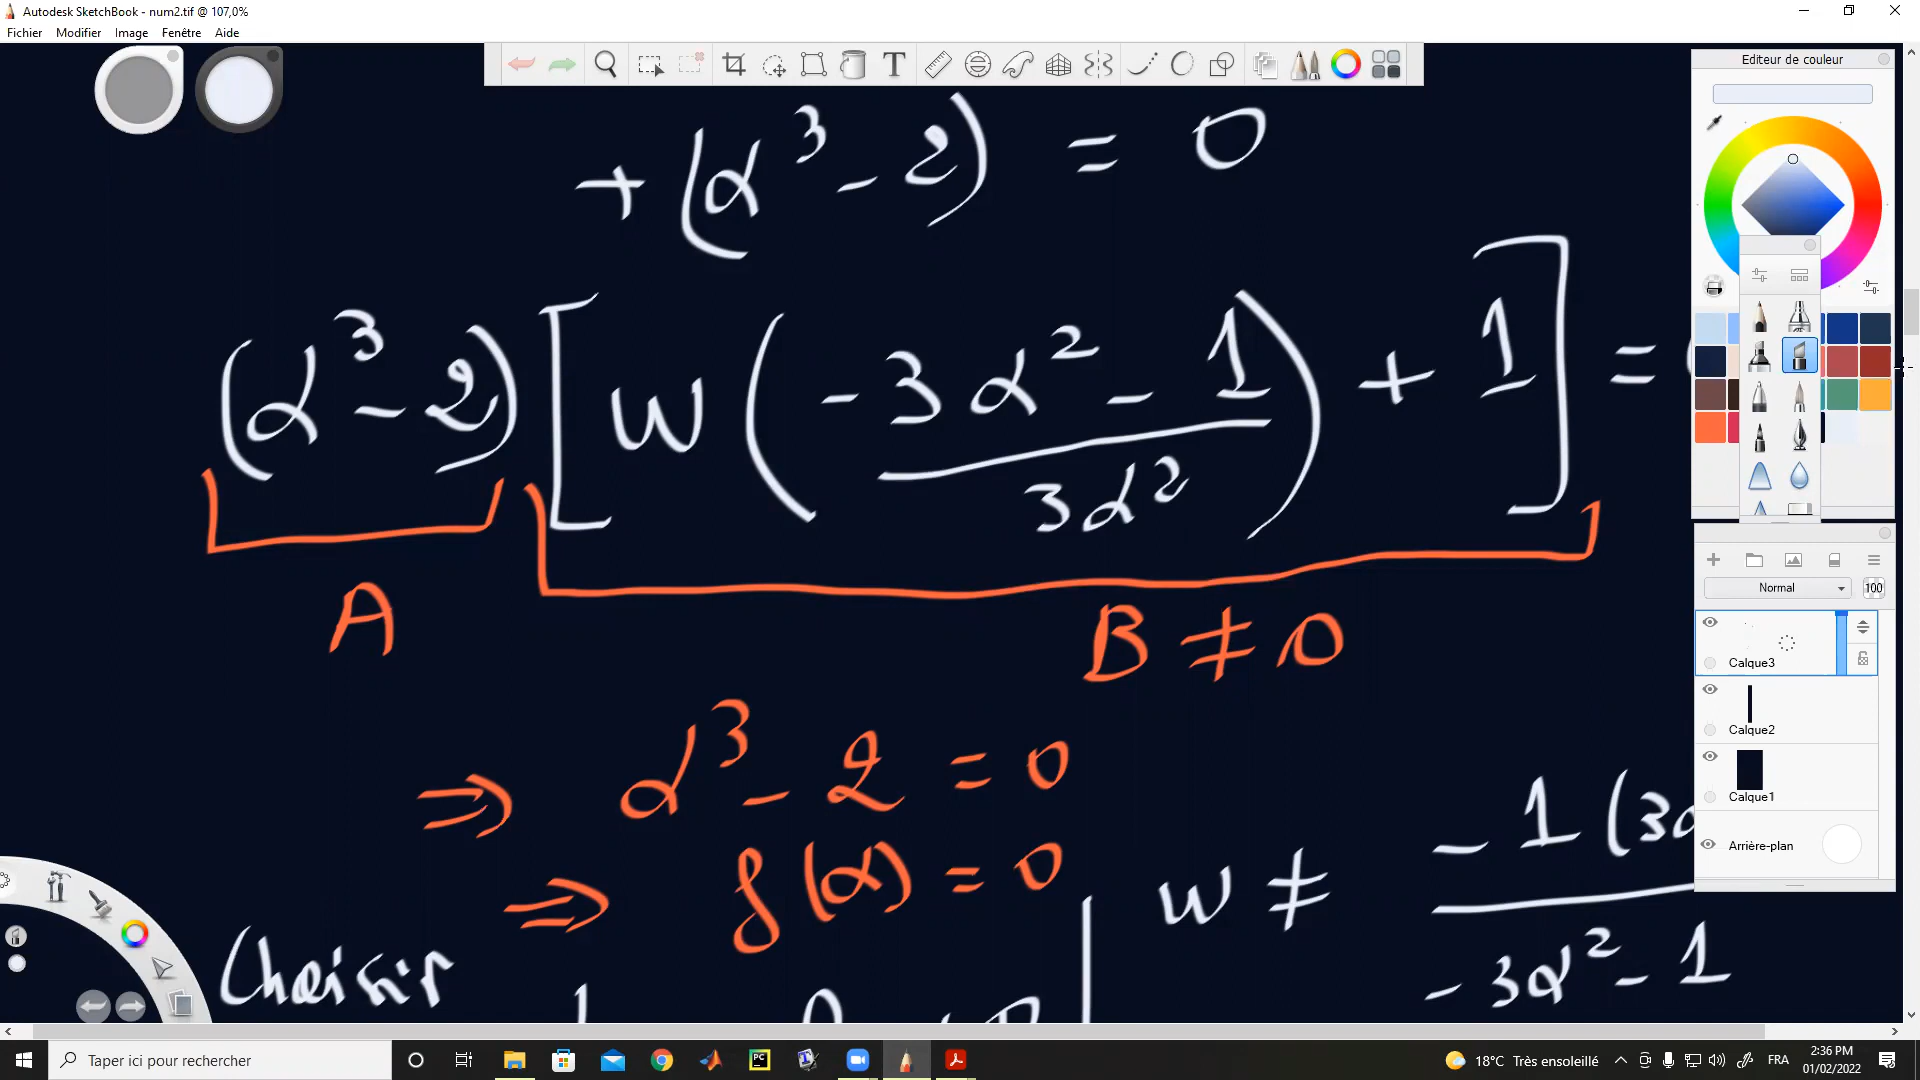 Autodesk SketchBook - num2.tif @ 107,0%
Fichier Modifier Image Fenêtre Aide
Editeur de couleur
+ (α³ - 2) = 0
(α³ - 2) [ w ( (-3α² - 1) / 3α² ) + 1 ] =
A
B ≠ 0
⇒ α³ - 2 = 0
⇒ f(α) = 0
w ≠ -1 (3α / -3α² - 1
Choisir
Normal
100
Calque3
Calque2
Calque1
Arrière-plan
Taper ici pour rechercher
PC
18°C Très ensoleillé
FRA
2:36 PM
01/02/2022